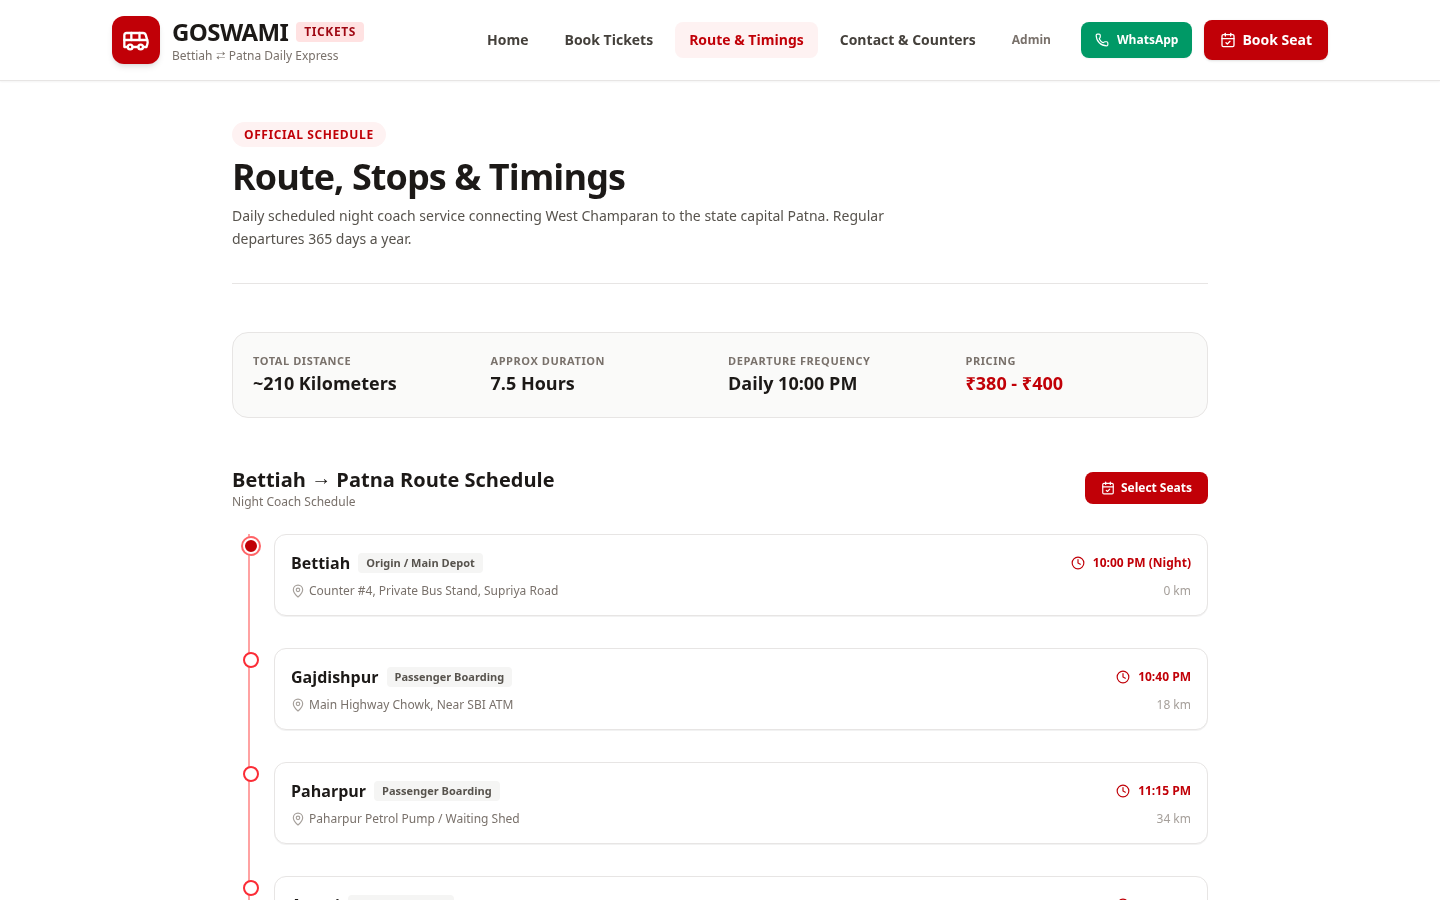 GOSWAMI TICKETS
Bettiah ⇄ Patna Daily Express
Home
Book Tickets
Route & Timings
Contact & Counters
Admin
WhatsApp
Book Seat
OFFICIAL SCHEDULE
Route, Stops & Timings
Daily scheduled night coach service connecting West Champaran to the state capital Patna. Regular
departures 365 days a year.
TOTAL DISTANCE
~210 Kilometers
APPROX DURATION
7.5 Hours
DEPARTURE FREQUENCY
Daily 10:00 PM
PRICING
₹380 - ₹400
Bettiah → Patna Route Schedule
Night Coach Schedule
Select Seats
Bettiah Origin / Main Depot
10:00 PM (Night)
Counter #4, Private Bus Stand, Supriya Road
0 km
Gajdishpur Passenger Boarding
10:40 PM
Main Highway Chowk, Near SBI ATM
18 km
Paharpur Passenger Boarding
11:15 PM
Paharpur Petrol Pump / Waiting Shed
34 km